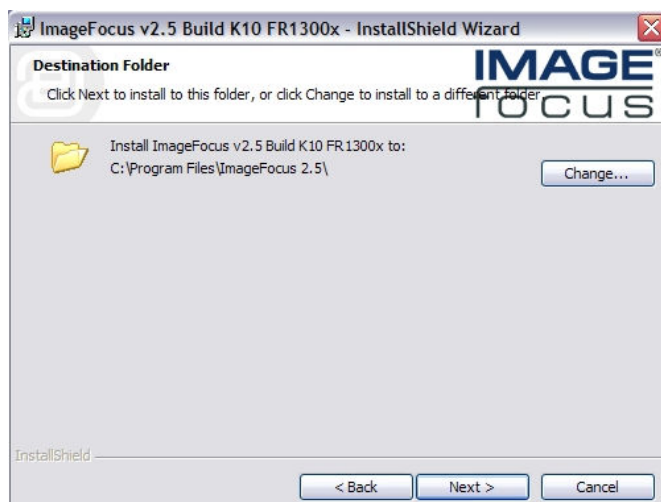 ImageFocus v2.5 Build K10 FR1300x - InstallShield Wizard
Destination Folder
IMAGE
®
Click Next to install to this folder, or click Change to install to a different folder.
FOCUS
Install ImageFocus v2.5 Build K10 FR1300x to:
C:\Program Files\ImageFocus 2.5\
Change...
InstallShield
< Back
Next >
Cancel